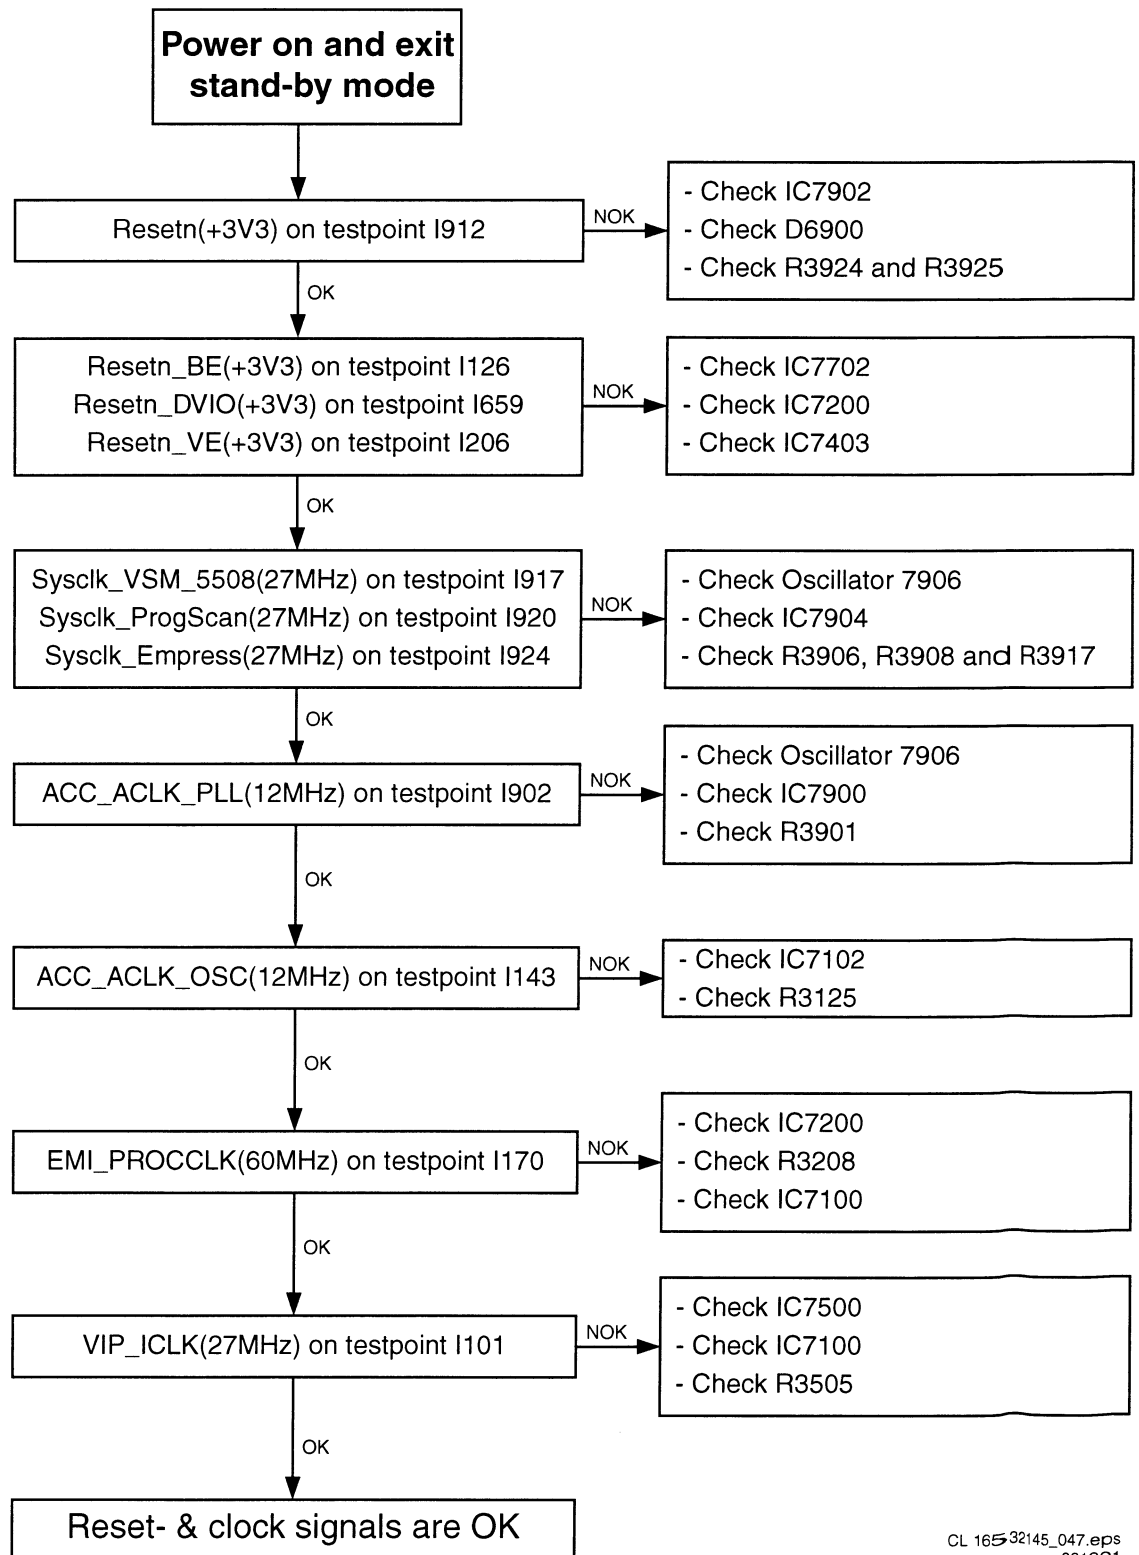 Power on and exit
stand-by mode
Resetn(+3V3) on testpoint I912
NOK
- Check IC7902
- Check D6900
- Check R3924 and R3925
OK
Resetn_BE(+3V3) on testpoint I126
Resetn_DVIO(+3V3) on testpoint I659
Resetn_VE(+3V3) on testpoint I206
NOK
- Check IC7702
- Check IC7200
- Check IC7403
OK
Sysclk_VSM_5508(27MHz) on testpoint I917
Sysclk_ProgScan(27MHz) on testpoint I920
Sysclk_Empress(27MHz) on testpoint I924
NOK
- Check Oscillator 7906
- Check IC7904
- Check R3906, R3908 and R3917
OK
ACC_ACLK_PLL(12MHz) on testpoint I902
NOK
- Check Oscillator 7906
- Check IC7900
- Check R3901
OK
ACC_ACLK_OSC(12MHz) on testpoint I143
NOK
- Check IC7102
- Check R3125
OK
EMI_PROCCLK(60MHz) on testpoint I170
NOK
- Check IC7200
- Check R3208
- Check IC7100
OK
VIP_ICLK(27MHz) on testpoint I101
NOK
- Check IC7500
- Check IC7100
- Check R3505
OK
Reset- & clock signals are OK
CL 16532145_047.eps